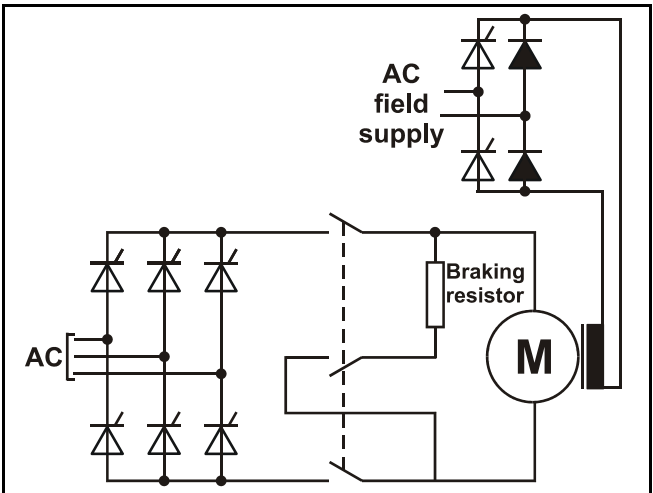 AC
field
supply
Braking
resistor
AC
M